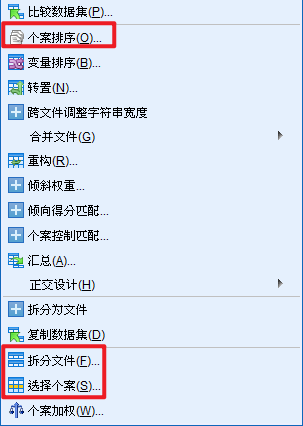 比较数据集(P)...
个案排序(O)...
变量排序(B)...
转置(N)...
跨文件调整字符串宽度
合并文件(G)
重构(R)...
倾斜权重...
倾向得分匹配...
个案控制匹配...
汇总(A)...
正交设计(H)
拆分为文件
复制数据集(D)
拆分文件(F)...
选择个案(S)...
个案加权(W)...